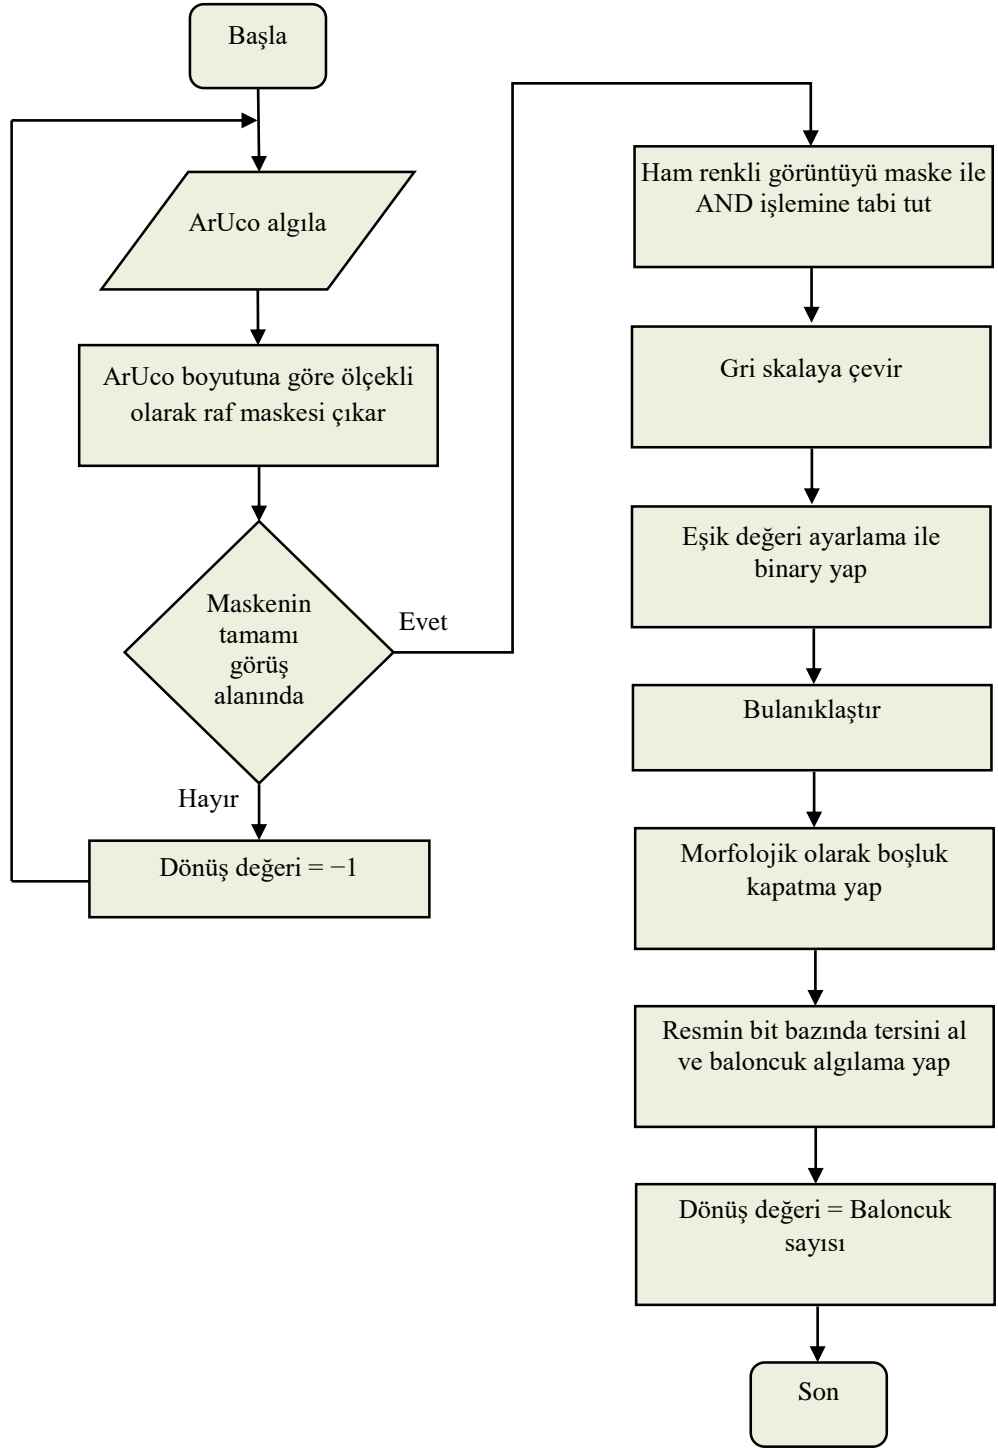 Başla
ArUco algıla
ArUco boyutuna göre ölçekli
olarak raf maskesi çıkar
Maskenin
tamamı
görüş
alanında
Evet
Hayır
Dönüş değeri = −1
Ham renkli görüntüyü maske ile
AND işlemine tabi tut
Gri skalaya çevir
Eşik değeri ayarlama ile
binary yap
Bulanıklaştır
Morfolojik olarak boşluk
kapatma yap
Resmin bit bazında tersini al
ve baloncuk algılama yap
Dönüş değeri = Baloncuk
sayısı
Son